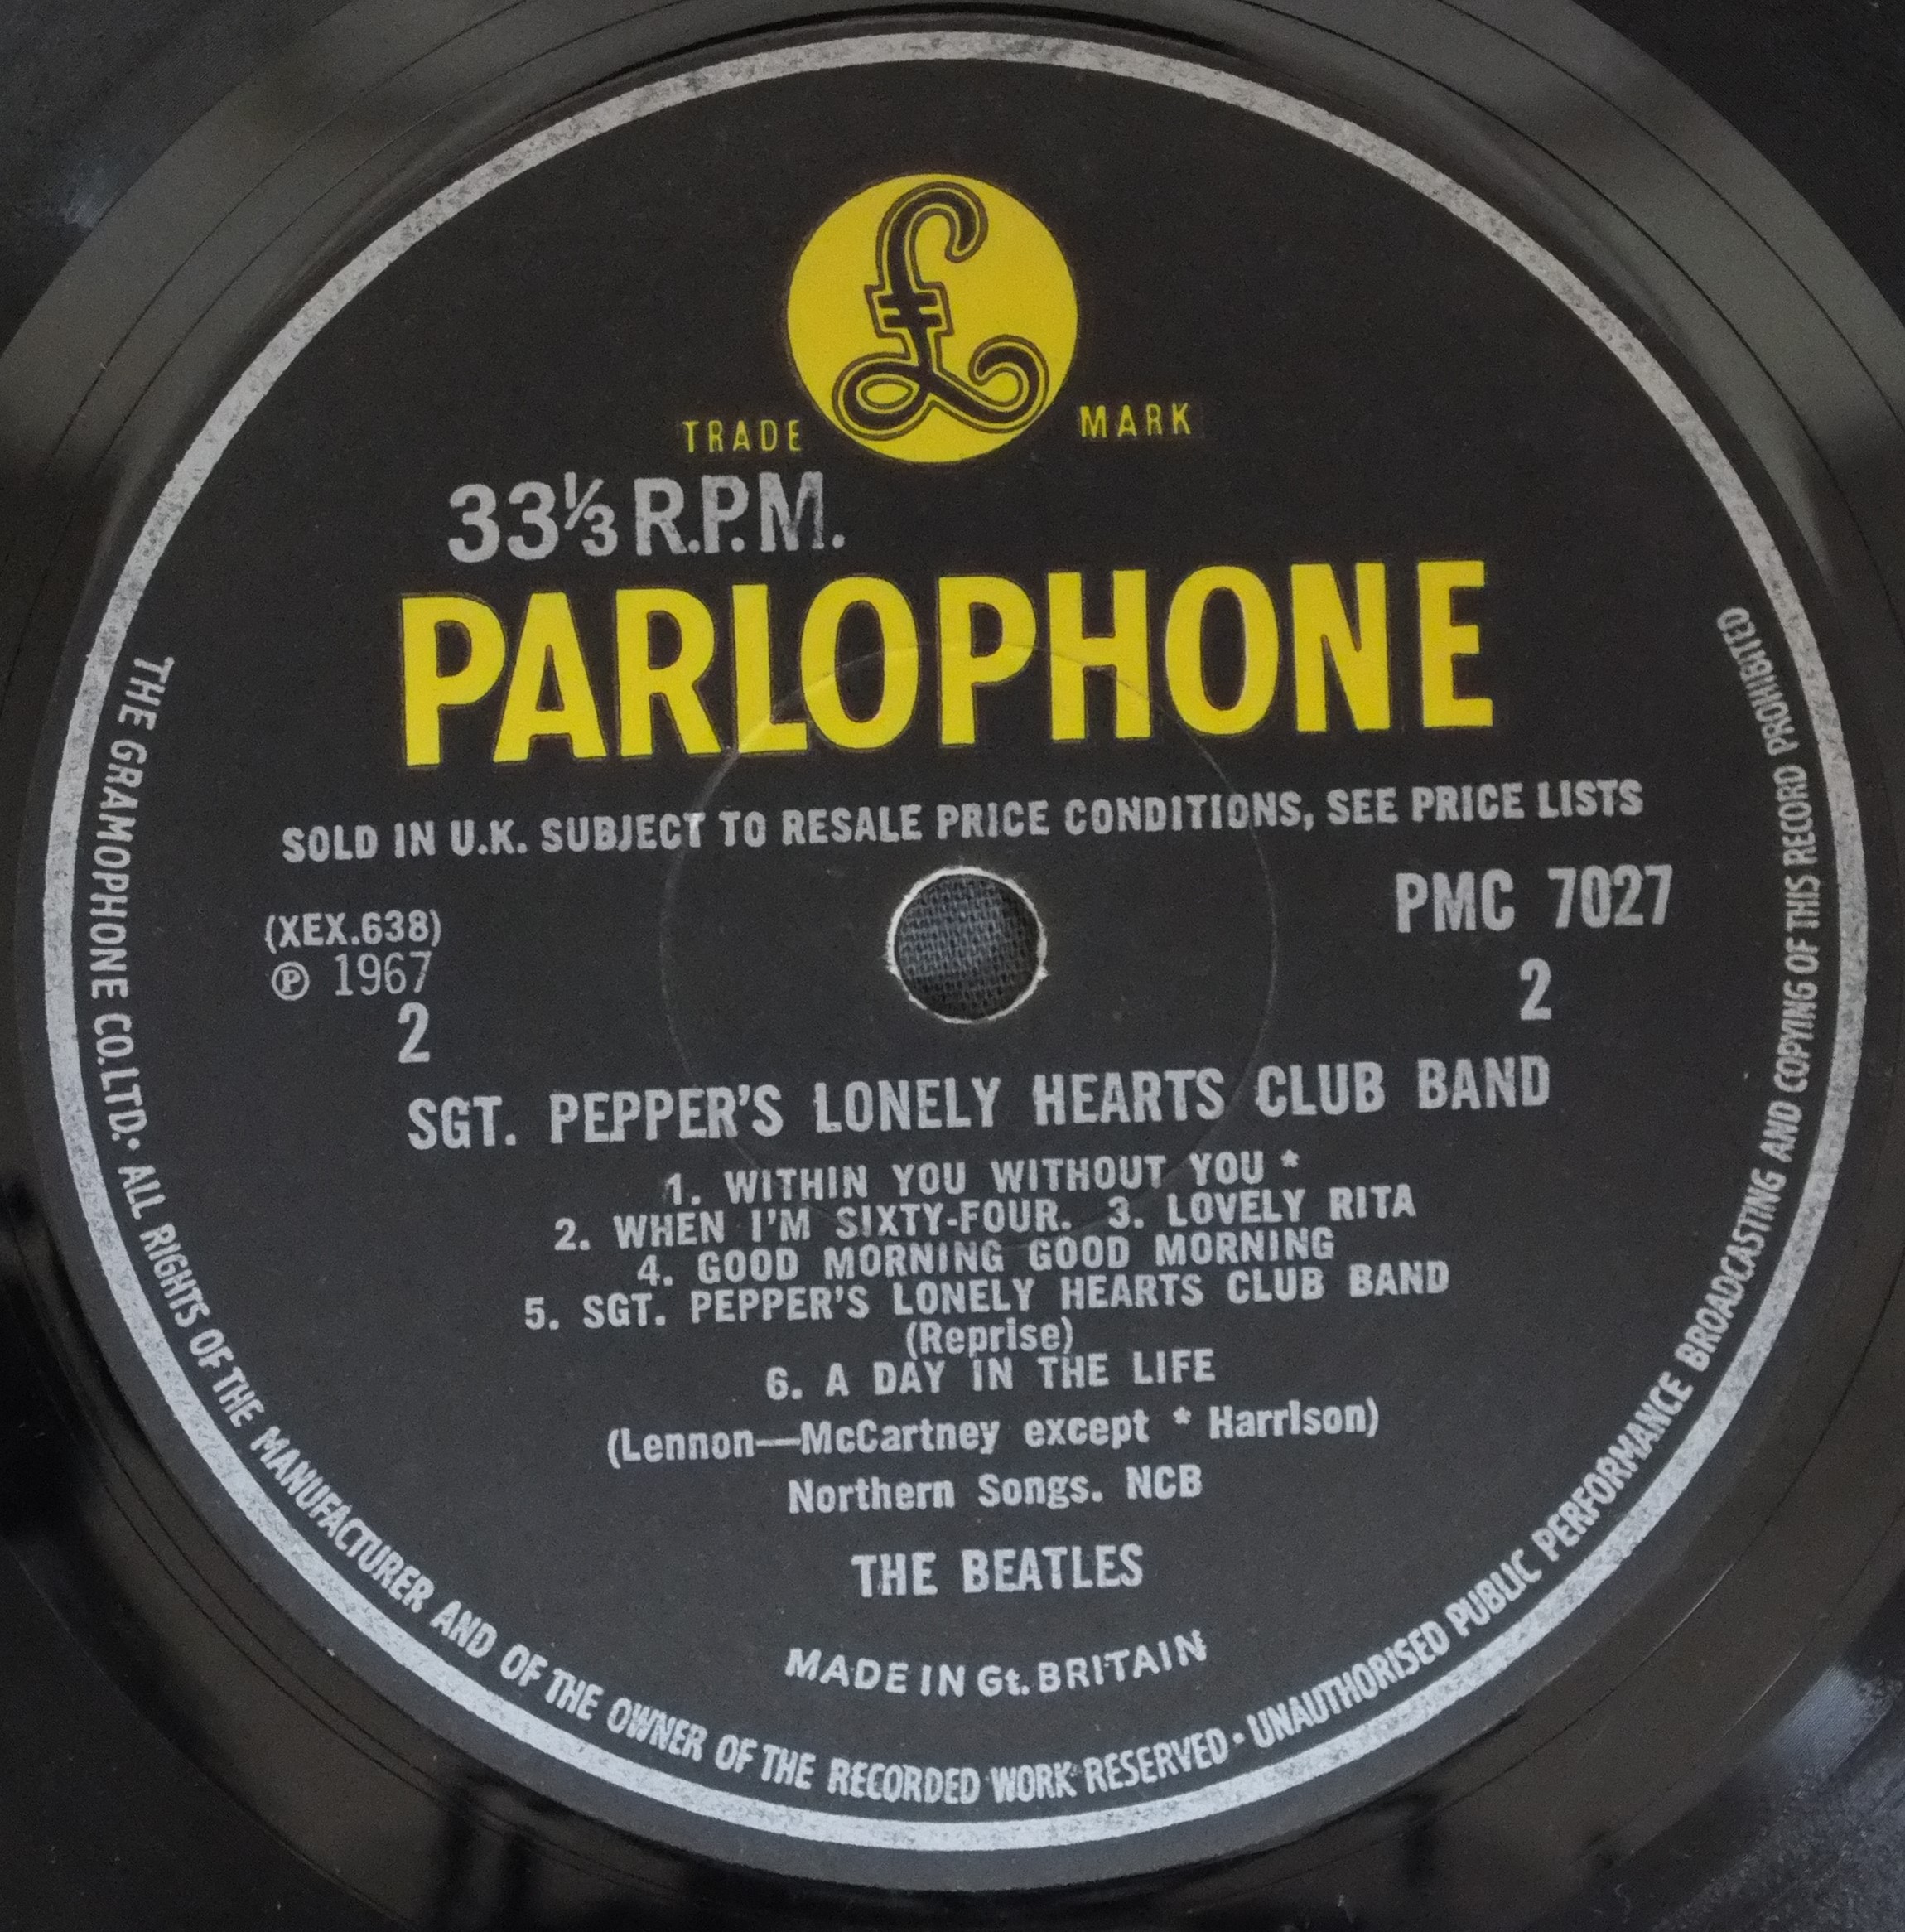 £
TRADE MARK
33⅓ R.P.M.
PARLOPHONE
SOLD IN U.K. SUBJECT TO RESALE PRICE CONDITIONS, SEE PRICE LISTS
(XEX.638)
℗ 1967
2
PMC 7027
2
SGT. PEPPER'S LONELY HEARTS CLUB BAND
1. WITHIN YOU WITHOUT YOU *
2. WHEN I'M SIXTY-FOUR. 3. LOVELY RITA
4. GOOD MORNING GOOD MORNING
5. SGT. PEPPER'S LONELY HEARTS CLUB BAND
(Reprise)
6. A DAY IN THE LIFE
(Lennon—McCartney except * Harrison)
Northern Songs. NCB
THE BEATLES
MADE IN Gt. BRITAIN
THE GRAMOPHONE CO.LTD. • ALL RIGHTS OF THE MANUFACTURER AND OF THE OWNER OF THE RECORDED WORK RESERVED • UNAUTHORISED PUBLIC PERFORMANCE BROADCASTING AND COPYING OF THIS RECORD PROHIBITED